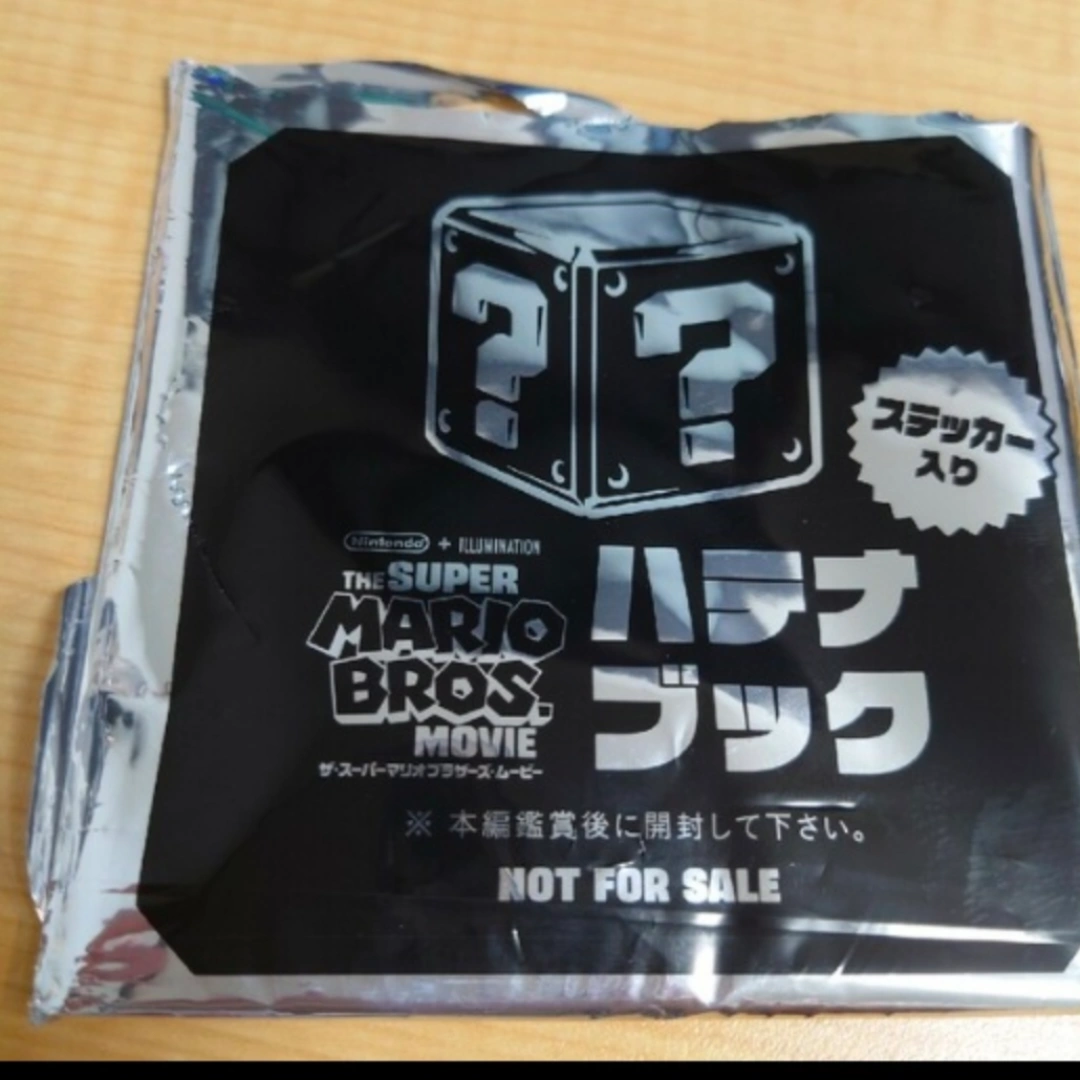 ? ?
ステッカー
入り
Nintendo + ILLUMINATION
THE SUPER
MARIO
BROS.
MOVIE
ザ・スーパーマリオブラザーズ・ムービー
ハテナ
ブック
※ 本編鑑賞後に開封して下さい。
NOT FOR SALE